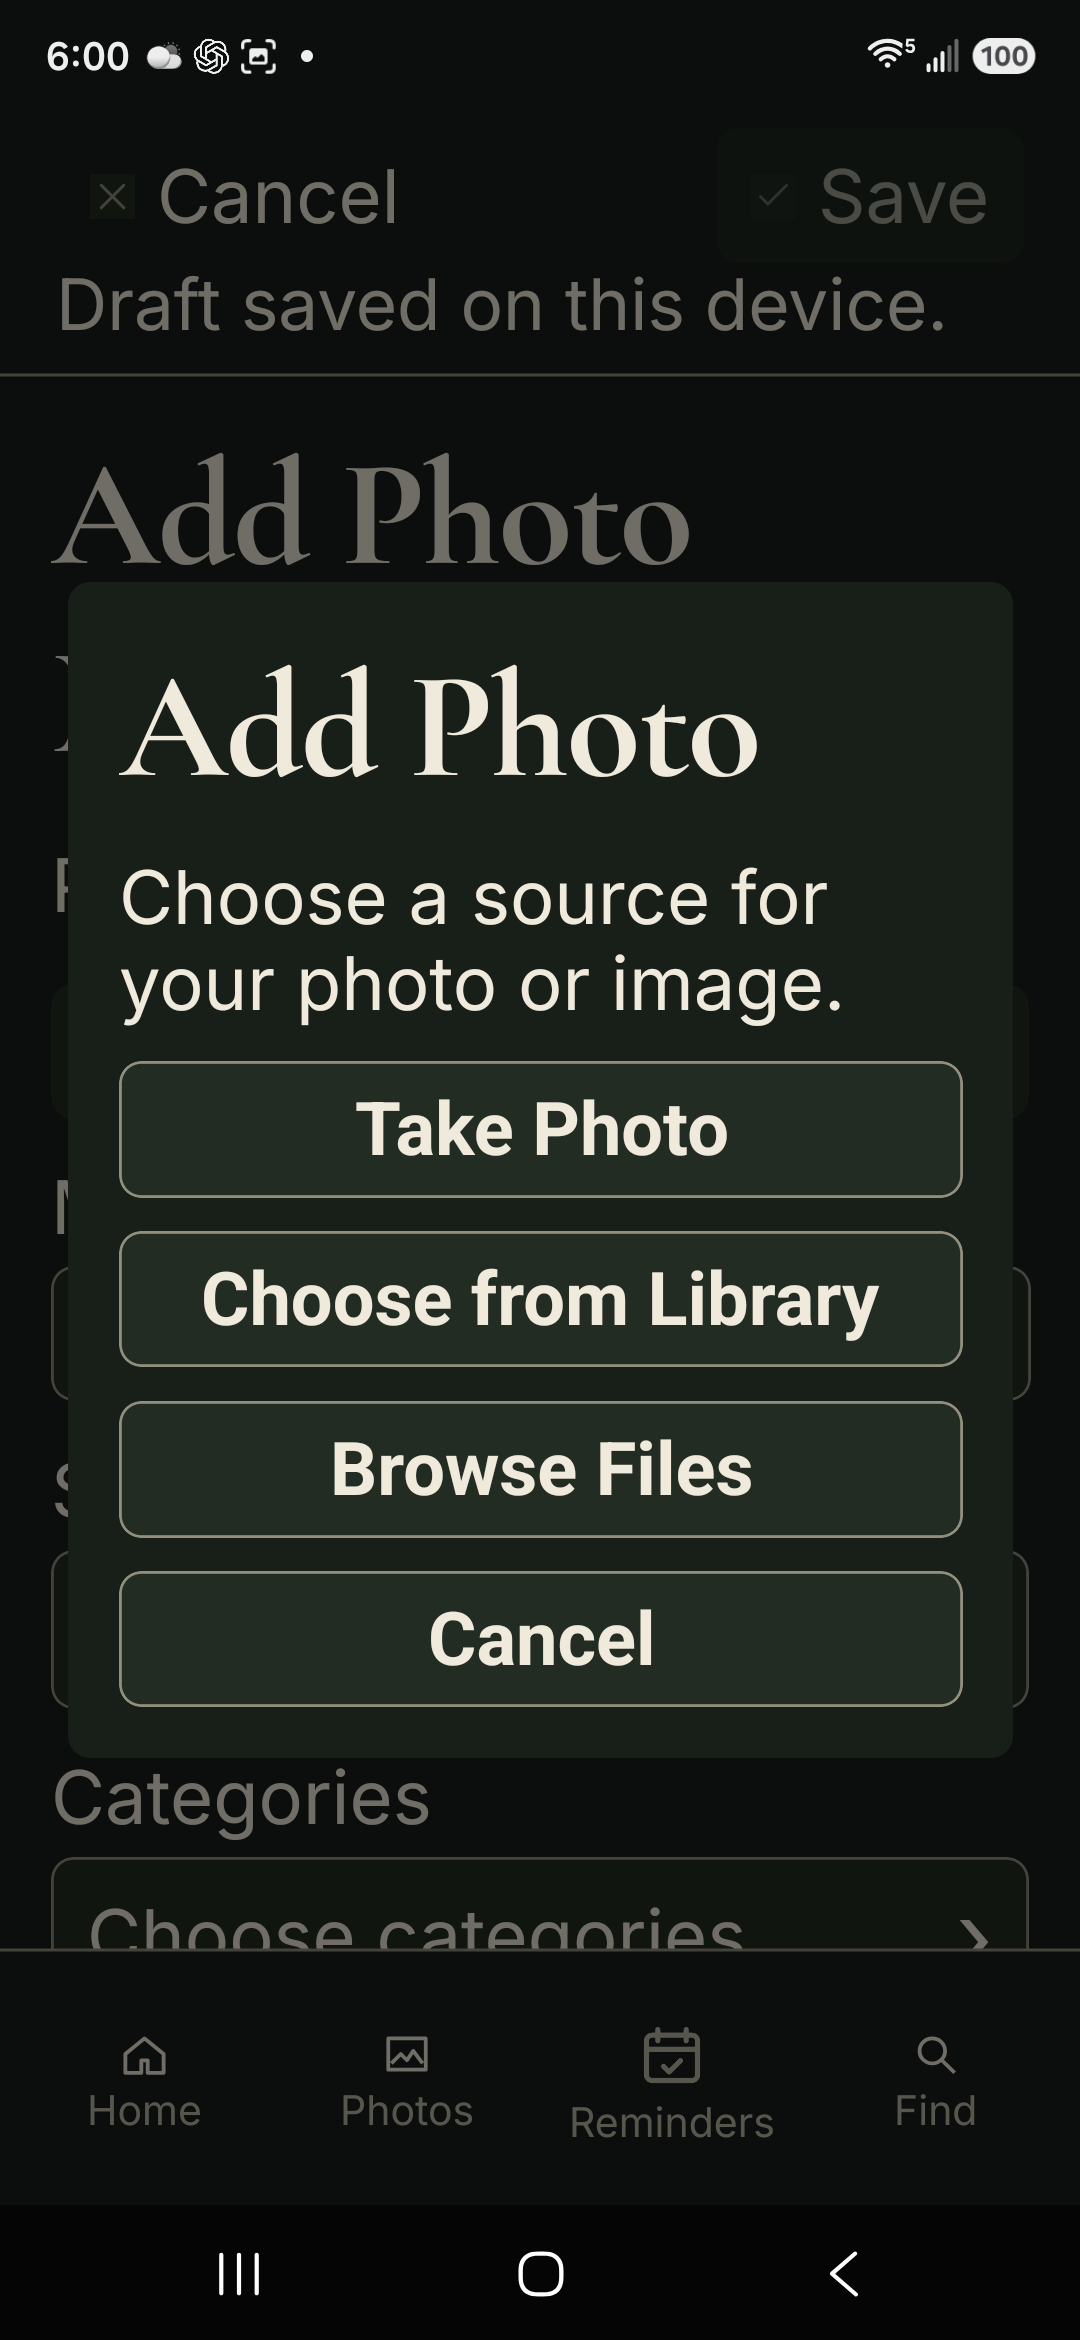 6:00
5
100
Cancel
Save
Draft saved on this device.
Add Photo
Add Photo
Choose a source for
your photo or image.
Take Photo
Choose from Library
Browse Files
Cancel
Categories
Choose categories
Home
Photos
Reminders
Find